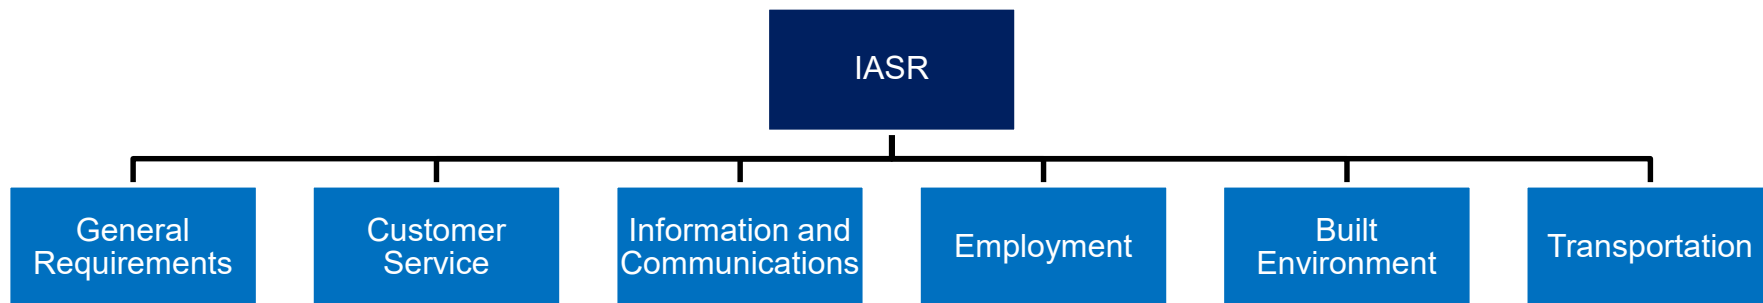 IASR
General
Requirements
Customer
Service
Information and
Communications
Employment
Built
Environment
Transportation